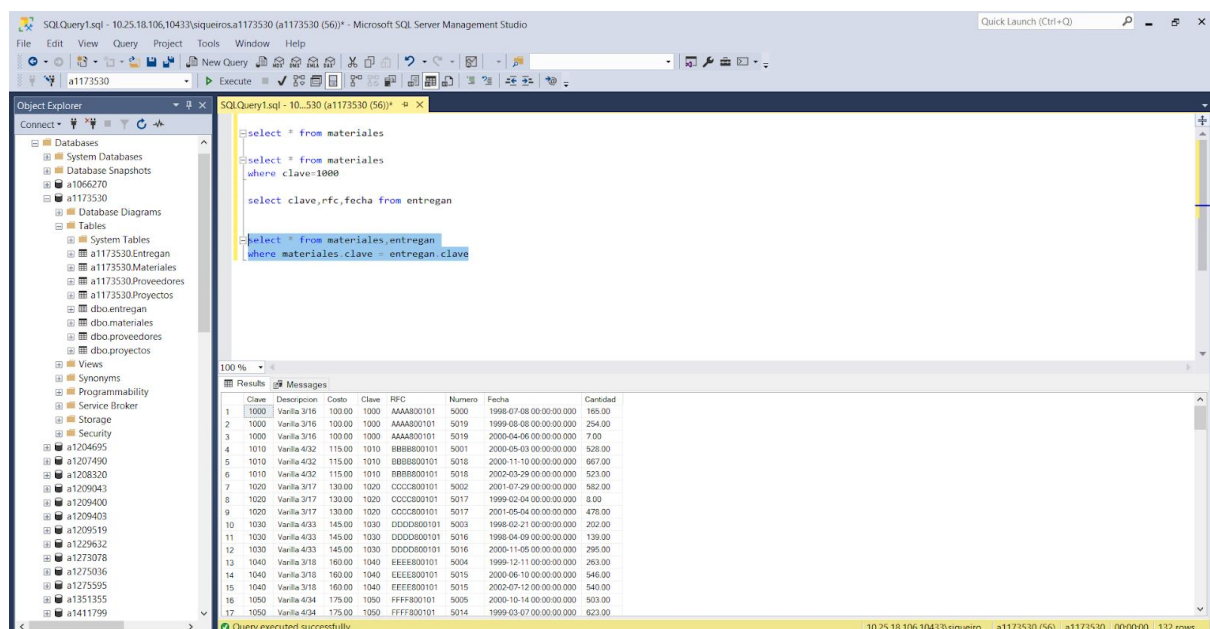 SQLQuery1.sql - 10.25.18.106,10433\siqueiros.a1173530 (a1173530 (56))* - Microsoft SQL Server Management Studio
Quick Launch (Ctrl+Q)
File Edit View Query Project Tools Window Help
New Query
a1173530
Execute
Object Explorer
Connect
Databases
System Databases
Database Snapshots
a1066270
a1173530
Database Diagrams
Tables
System Tables
a1173530.Entregan
a1173530.Materiales
a1173530.Proveedores
a1173530.Proyectos
dbo.entregan
dbo.materiales
dbo.proveedores
dbo.proyectos
Views
Synonyms
Programmability
Service Broker
Storage
Security
a1204695
a1207490
a1208320
a1209043
a1209400
a1209403
a1209519
a1229632
a1273078
a1275036
a1275595
a1351355
a1411799
SQLQuery1.sql - 10...530 (a1173530 (56))*
select * from materiales
select * from materiales
where clave=1000
select clave,rfc,fecha from entregan
select * from materiales,entregan
where materiales.clave = entregan.clave
100 %
Results Messages
Clave Descripcion Costo Clave RFC Numero Fecha Cantidad
1 1000 Varilla 3/16 100.00 1000 AAAA800101 5000 1998-07-08 00:00:00.000 165.00
2 1000 Varilla 3/16 100.00 1000 AAAA800101 5019 1999-08-08 00:00:00.000 254.00
3 1000 Varilla 3/16 100.00 1000 AAAA800101 5019 2000-04-06 00:00:00.000 7.00
4 1010 Varilla 4/32 115.00 1010 BBBB800101 5001 2000-05-03 00:00:00.000 528.00
5 1010 Varilla 4/32 115.00 1010 BBBB800101 5018 2000-11-10 00:00:00.000 667.00
6 1010 Varilla 4/32 115.00 1010 BBBB800101 5018 2002-03-29 00:00:00.000 523.00
7 1020 Varilla 3/17 130.00 1020 CCCC800101 5002 2001-07-29 00:00:00.000 582.00
8 1020 Varilla 3/17 130.00 1020 CCCC800101 5017 1999-02-04 00:00:00.000 8.00
9 1020 Varilla 3/17 130.00 1020 CCCC800101 5017 2001-05-04 00:00:00.000 478.00
10 1030 Varilla 4/33 145.00 1030 DDDD800101 5003 1998-02-21 00:00:00.000 202.00
11 1030 Varilla 4/33 145.00 1030 DDDD800101 5016 1998-04-09 00:00:00.000 139.00
12 1030 Varilla 4/33 145.00 1030 DDDD800101 5016 2000-11-05 00:00:00.000 295.00
13 1040 Varilla 3/18 160.00 1040 EEEE800101 5004 1999-12-11 00:00:00.000 263.00
14 1040 Varilla 3/18 160.00 1040 EEEE800101 5015 2000-06-10 00:00:00.000 546.00
15 1040 Varilla 3/18 160.00 1040 EEEE800101 5015 2002-07-12 00:00:00.000 540.00
16 1050 Varilla 4/34 175.00 1050 FFFF800101 5005 2000-10-14 00:00:00.000 503.00
17 1050 Varilla 4/34 175.00 1050 FFFF800101 5014 1999-03-07 00:00:00.000 623.00
Query executed successfully. 10.25.18.106,10433\siqueiro... a1173530 (56) a1173530 00:00:00 132 rows